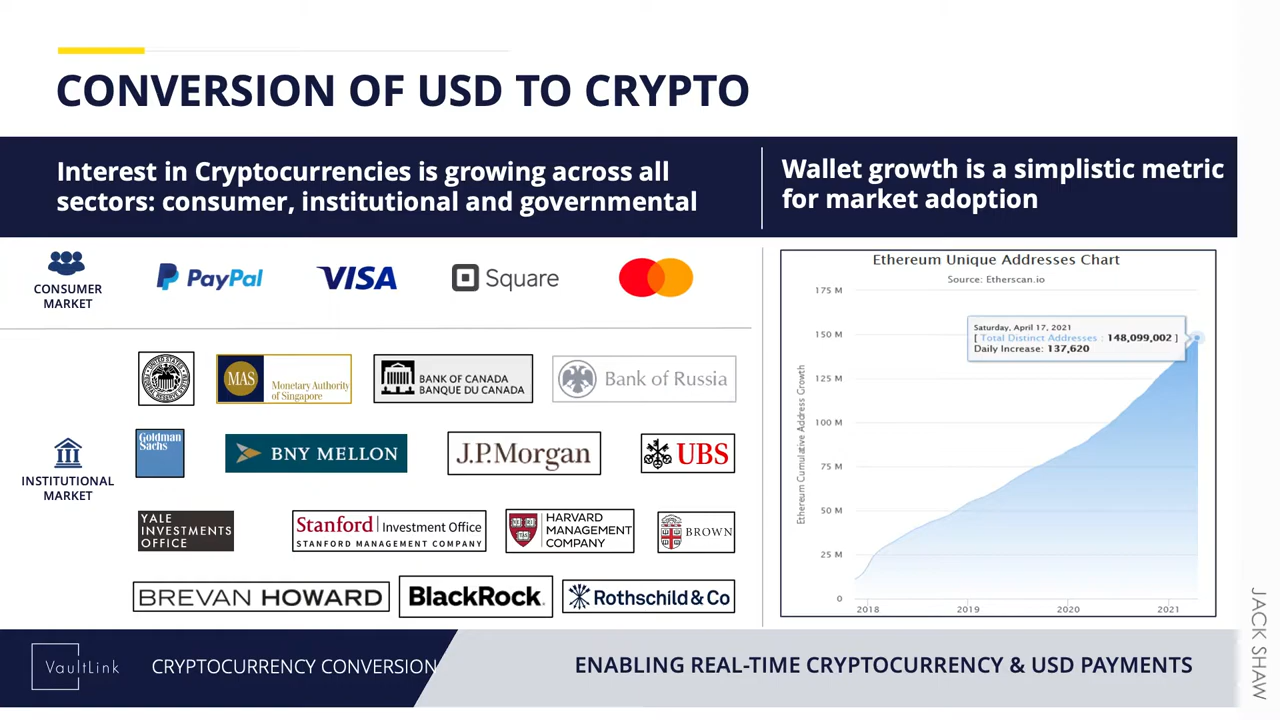 CONVERSION OF USD TO CRYPTO
Interest in Cryptocurrencies is growing across all
sectors: consumer, institutional and governmental
Wallet growth is a simplistic metric
for market adoption
CONSUMER
MARKET
PayPal
VISA
Square
MAS
Monetary Authority
of Singapore
BANK OF CANADA
BANQUE DU CANADA
Bank of Russia
INSTITUTIONAL
MARKET
Goldman
Sachs
BNY MELLON
J.P.Morgan
UBS
YALE
INVESTMENTS
OFFICE
Stanford | Investment Office
STANFORD MANAGEMENT COMPANY
HARVARD
MANAGEMENT
COMPANY
BROWN
BREVAN HOWARD
BlackRock.
Rothschild & Co
Ethereum Unique Addresses Chart
Source: Etherscan.io
Ethereum Cumulative Address Growth
175 M
150 M
125 M
100 M
75 M
50 M
25 M
0
Saturday, April 17, 2021
[ Total Distinct Addresses : 148,099,002 ]
Daily Increase: 137,620
2018 2019 2020 2021
VaultLink
CRYPTOCURRENCY CONVERSION
ENABLING REAL-TIME CRYPTOCURRENCY & USD PAYMENTS
JACK SHAW